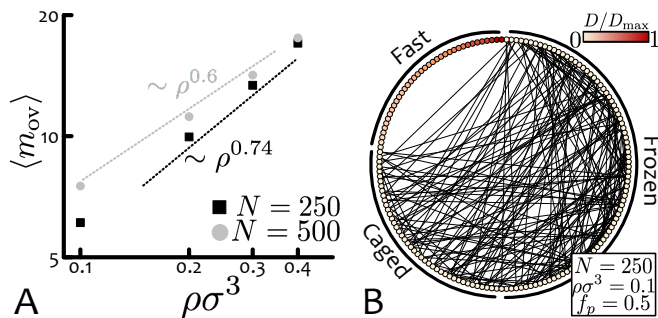 20
10
5
⟨m_ov⟩
∼ ρ^0.6
∼ ρ^0.74
N = 250
N = 500
0.1 0.2 0.3 0.4
ρσ^3
A
D/D_max
0 1
Fast
Frozen
Caged
N = 250
ρσ^3 = 0.1
f_p = 0.5
B